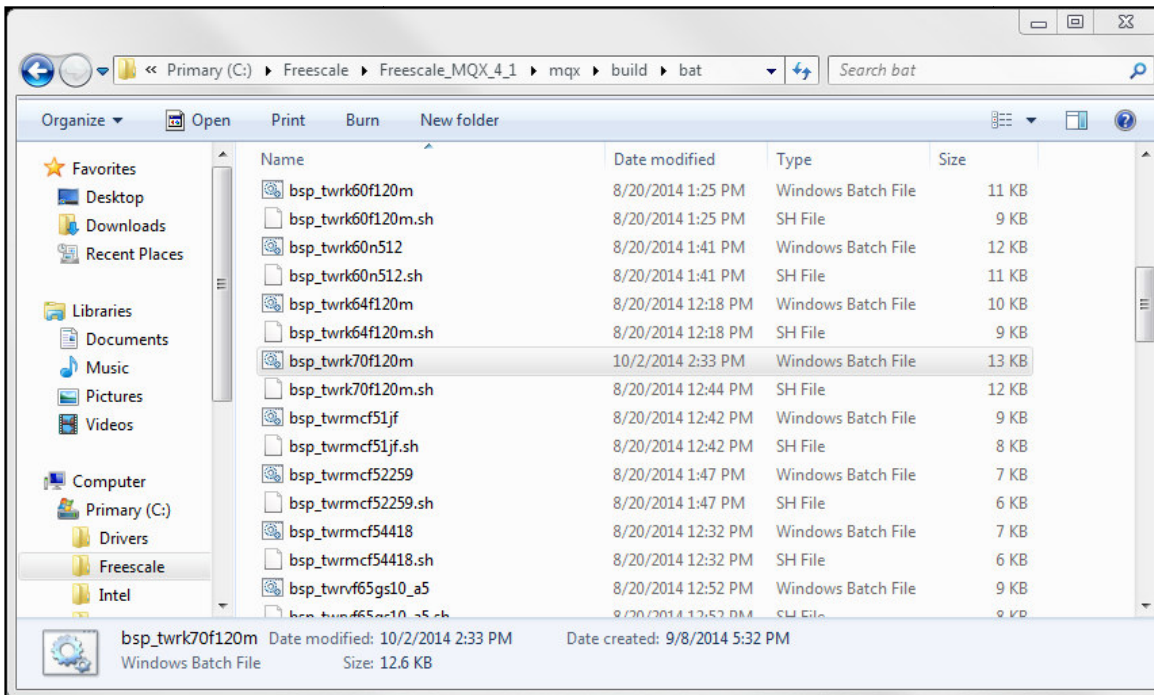 « Primary (C:) ▸ Freescale ▸ Freescale_MQX_4_1 ▸ mqx ▸ build ▸ bat Search bat
Organize Open Print Burn New folder
Favorites
Desktop
Downloads
Recent Places
Libraries
Documents
Music
Pictures
Videos
Computer
Primary (C:)
Drivers
Freescale
Intel
Name Date modified Type Size
bsp_twrk60f120m 8/20/2014 1:25 PM Windows Batch File 11 KB
bsp_twrk60f120m.sh 8/20/2014 1:25 PM SH File 9 KB
bsp_twrk60n512 8/20/2014 1:41 PM Windows Batch File 12 KB
bsp_twrk60n512.sh 8/20/2014 1:41 PM SH File 11 KB
bsp_twrk64f120m 8/20/2014 12:18 PM Windows Batch File 10 KB
bsp_twrk64f120m.sh 8/20/2014 12:18 PM SH File 9 KB
bsp_twrk70f120m 10/2/2014 2:33 PM Windows Batch File 13 KB
bsp_twrk70f120m.sh 8/20/2014 12:44 PM SH File 12 KB
bsp_twrmcf51jf 8/20/2014 12:42 PM Windows Batch File 9 KB
bsp_twrmcf51jf.sh 8/20/2014 12:42 PM SH File 8 KB
bsp_twrmcf52259 8/20/2014 1:47 PM Windows Batch File 7 KB
bsp_twrmcf52259.sh 8/20/2014 1:47 PM SH File 6 KB
bsp_twrmcf54418 8/20/2014 12:32 PM Windows Batch File 7 KB
bsp_twrmcf54418.sh 8/20/2014 12:32 PM SH File 6 KB
bsp_twrvf65gs10_a5 8/20/2014 12:52 PM Windows Batch File 9 KB
bsp_twrvf65gs10_a5.sh 8/20/2014 12:52 PM SH File 8 KB
bsp_twrk70f120m Date modified: 10/2/2014 2:33 PM Date created: 9/8/2014 5:32 PM
Windows Batch File Size: 12.6 KB